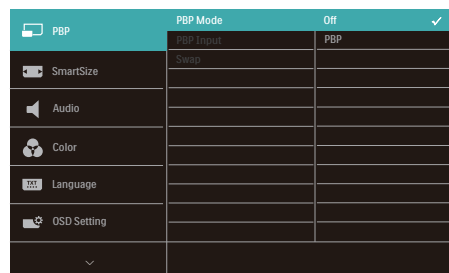 PBP
SmartSize
Audio
Color
TXT
Language
OSD Setting
PBP Mode
PBP Input
Swap
Off
PBP